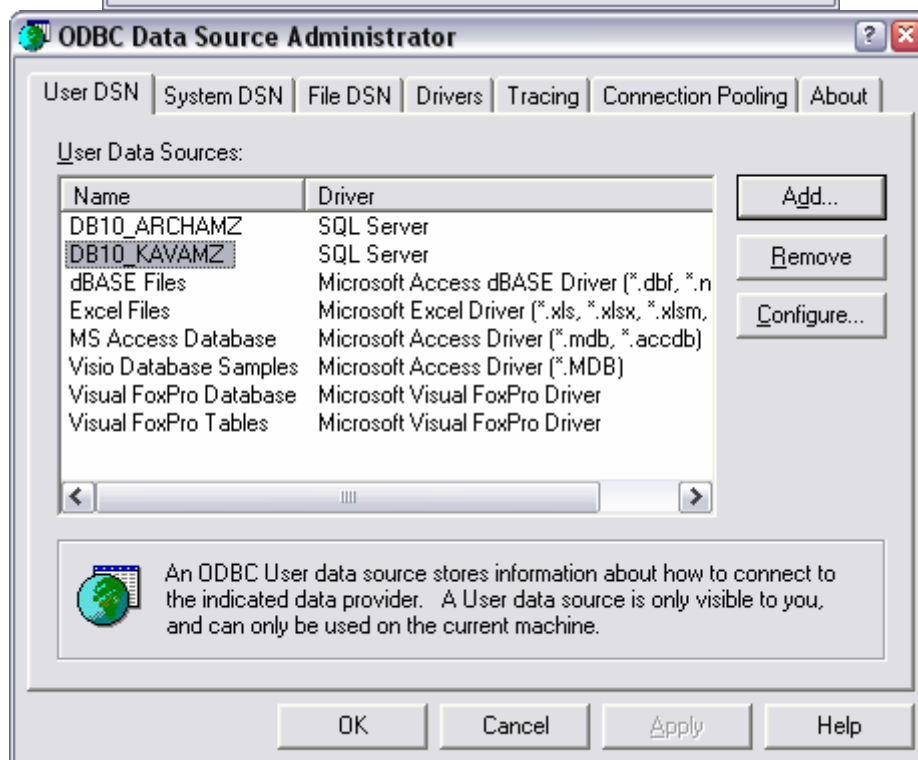 ODBC Data Source Administrator
User DSN System DSN File DSN Drivers Tracing Connection Pooling About
User Data Sources:
Name Driver
DB10_ARCHAMZ SQL Server
DB10_KAVAMZ SQL Server
dBASE Files Microsoft Access dBASE Driver (*.dbf, *.n
Excel Files Microsoft Excel Driver (*.xls, *.xlsx, *.xlsm,
MS Access Database Microsoft Access Driver (*.mdb, *.accdb)
Visio Database Samples Microsoft Access Driver (*.MDB)
Visual FoxPro Database Microsoft Visual FoxPro Driver
Visual FoxPro Tables Microsoft Visual FoxPro Driver
Add...
Remove
Configure...
An ODBC User data source stores information about how to connect to
the indicated data provider. A User data source is only visible to you,
and can only be used on the current machine.
OK Cancel Apply Help